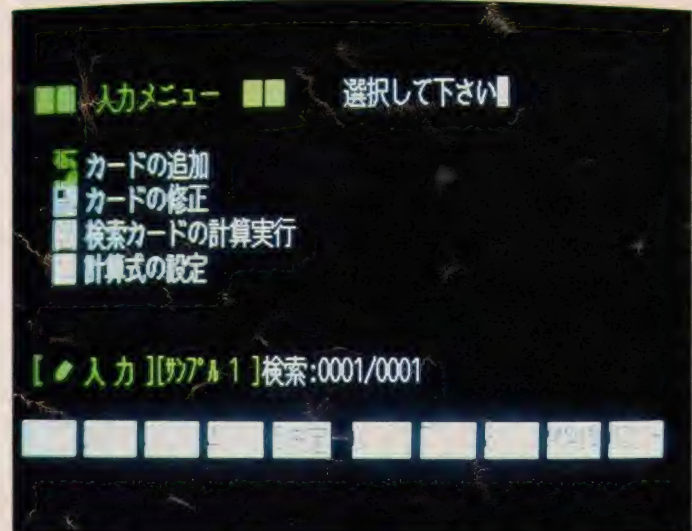 入力メニュー 選択して下さい
カードの追加
カードの修正
検索カードの計算実行
計算式の設定
[ 入 力 ][ｻﾝﾌﾟﾙ 1 ]検索:0001/0001